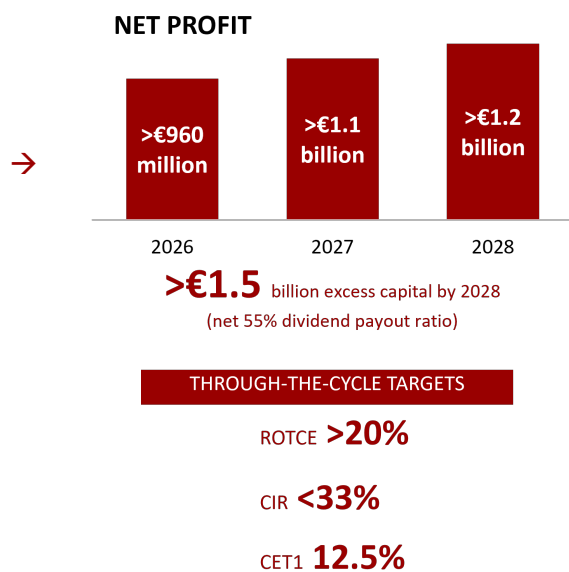 NET PROFIT
>€960
million
>€1.1
billion
>€1.2
billion
2026
2027
2028
>€1.5 billion excess capital by 2028
(net 55% dividend payout ratio)
THROUGH-THE-CYCLE TARGETS
ROTCE >20%
CIR <33%
CET1 12.5%